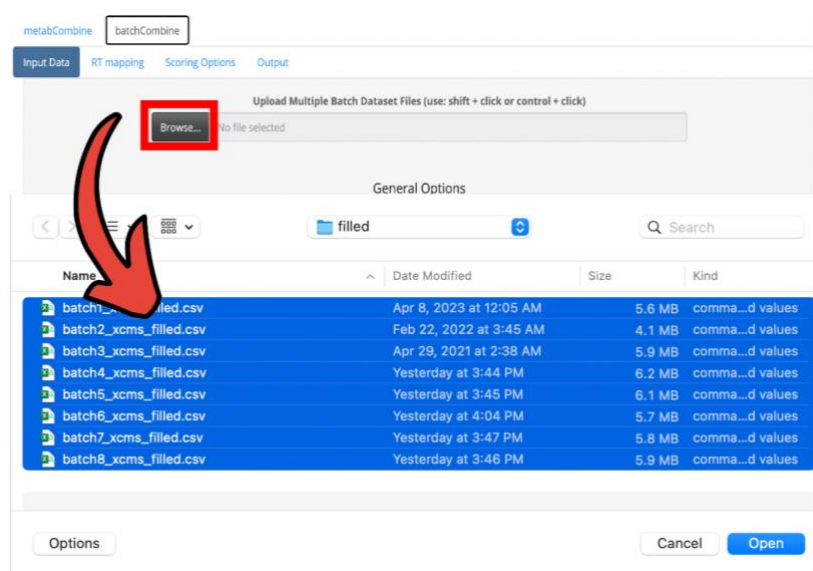 metabCombine batchCombine
Input Data RT mapping Scoring Options Output
Upload Multiple Batch Dataset Files (use: shift + click or control + click)
Browse... No file selected
General Options
filled Search
Name Date Modified Size Kind
batch1_xcms_filled.csv Apr 8, 2023 at 12:05 AM 5.6 MB comma...d values
batch2_xcms_filled.csv Feb 22, 2022 at 3:45 AM 4.1 MB comma...d values
batch3_xcms_filled.csv Apr 29, 2021 at 2:38 AM 5.9 MB comma...d values
batch4_xcms_filled.csv Yesterday at 3:44 PM 6.2 MB comma...d values
batch5_xcms_filled.csv Yesterday at 3:45 PM 6.1 MB comma...d values
batch6_xcms_filled.csv Yesterday at 4:04 PM 5.7 MB comma...d values
batch7_xcms_filled.csv Yesterday at 3:47 PM 5.8 MB comma...d values
batch8_xcms_filled.csv Yesterday at 3:46 PM 5.9 MB comma...d values
Options Cancel Open